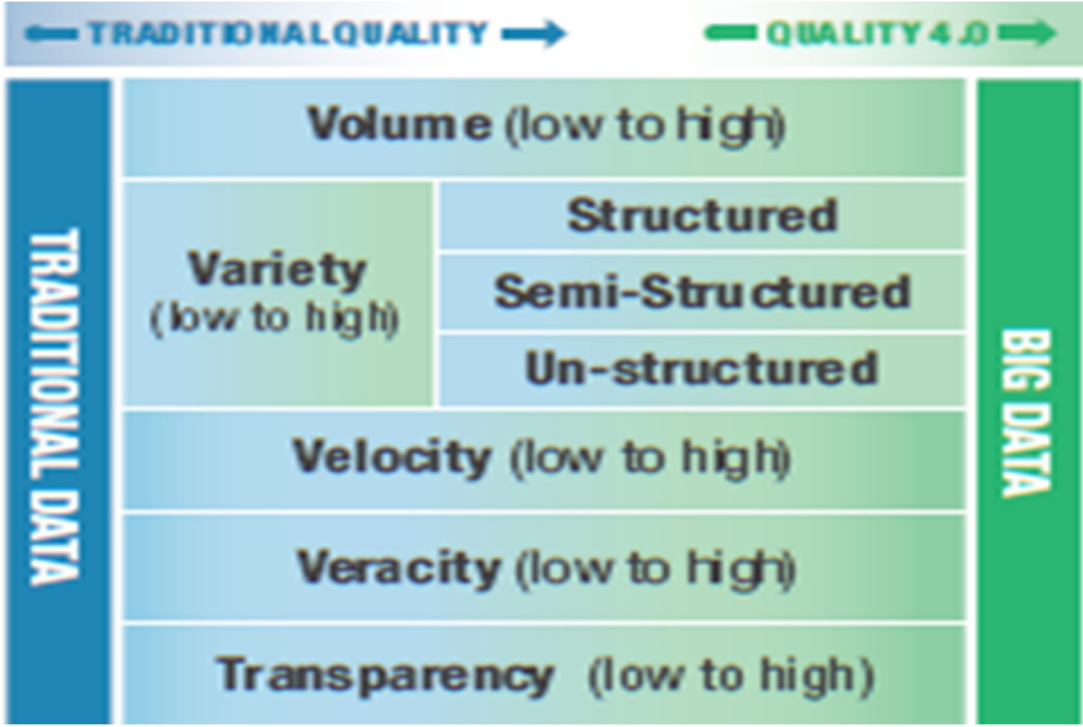 TRADITIONAL QUALITY
QUALITY 4.0
TRADITIONAL DATA
Volume (low to high)
Variety
(low to high)
Structured
Semi-Structured
Un-structured
Velocity (low to high)
Veracity (low to high)
Transparency (low to high)
BIG DATA